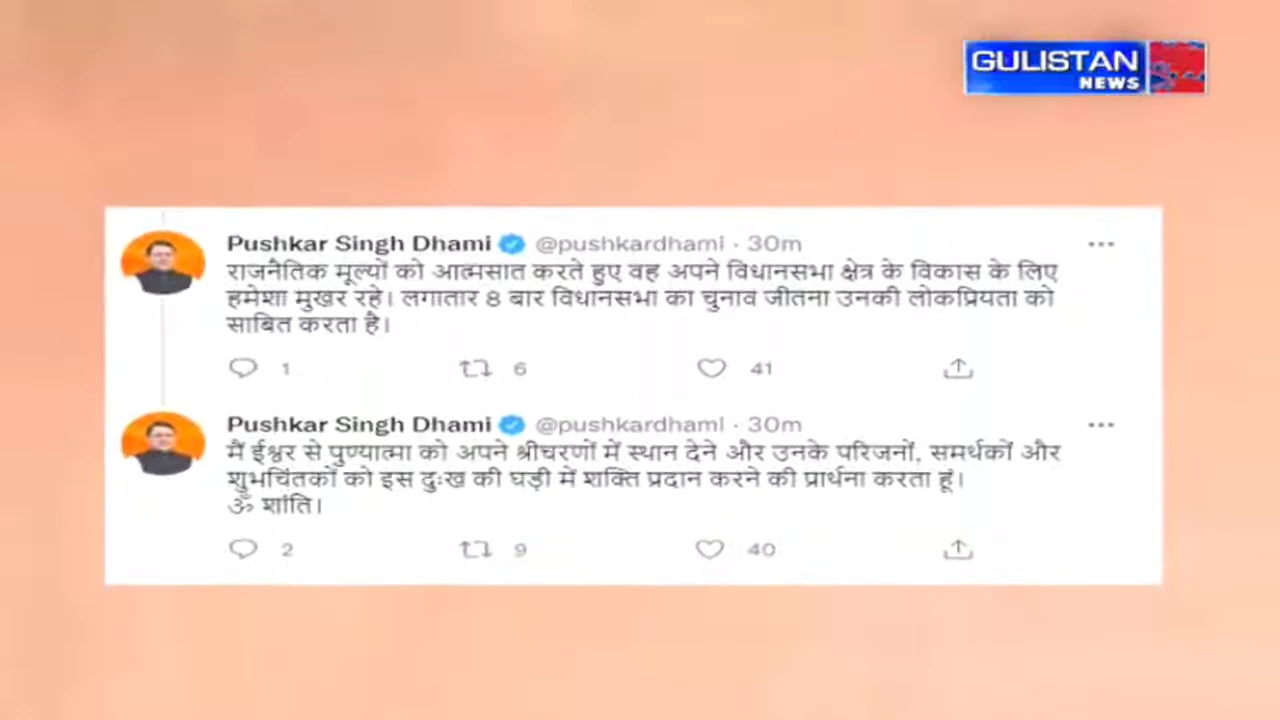 GULISTAN
NEWS
Pushkar Singh Dhami @pushkardhami · 30m
राजनैतिक मूल्यों को आत्मसात करते हुए वह अपने विधानसभा क्षेत्र के विकास के लिए
हमेशा मुखर रहे। लगातार 8 बार विधानसभा का चुनाव जीतना उनकी लोकप्रियता को
साबित करता है।
1 6 41
Pushkar Singh Dhami @pushkardhami · 30m
मैं ईश्वर से पुण्यात्मा को अपने श्रीचरणों में स्थान देने और उनके परिजनों, समर्थकों और
शुभचिंतकों को इस दुःख की घड़ी में शक्ति प्रदान करने की प्रार्थना करता हूं।
ॐ शांति।
2 9 40